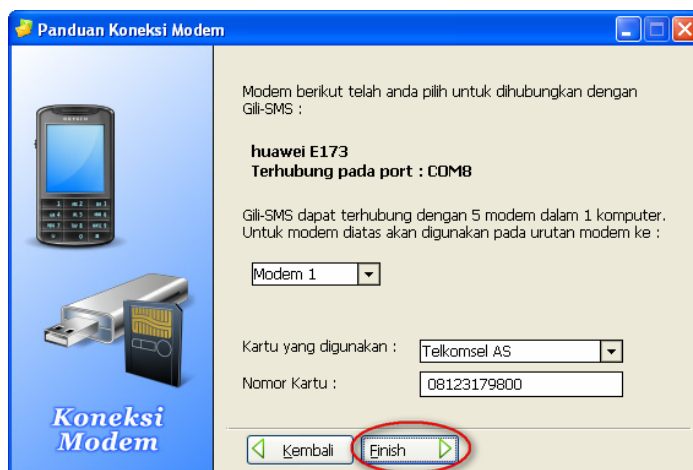 Panduan Koneksi Modem
Modem berikut telah anda pilih untuk dihubungkan dengan
Gili-SMS :
huawei E173
Terhubung pada port : COM8
Gili-SMS dapat terhubung dengan 5 modem dalam 1 komputer.
Untuk modem diatas akan digunakan pada urutan modem ke :
Modem 1
Kartu yang digunakan :
Telkomsel AS
Nomor Kartu :
08123179800
Koneksi
Modem
Kembali
Finish